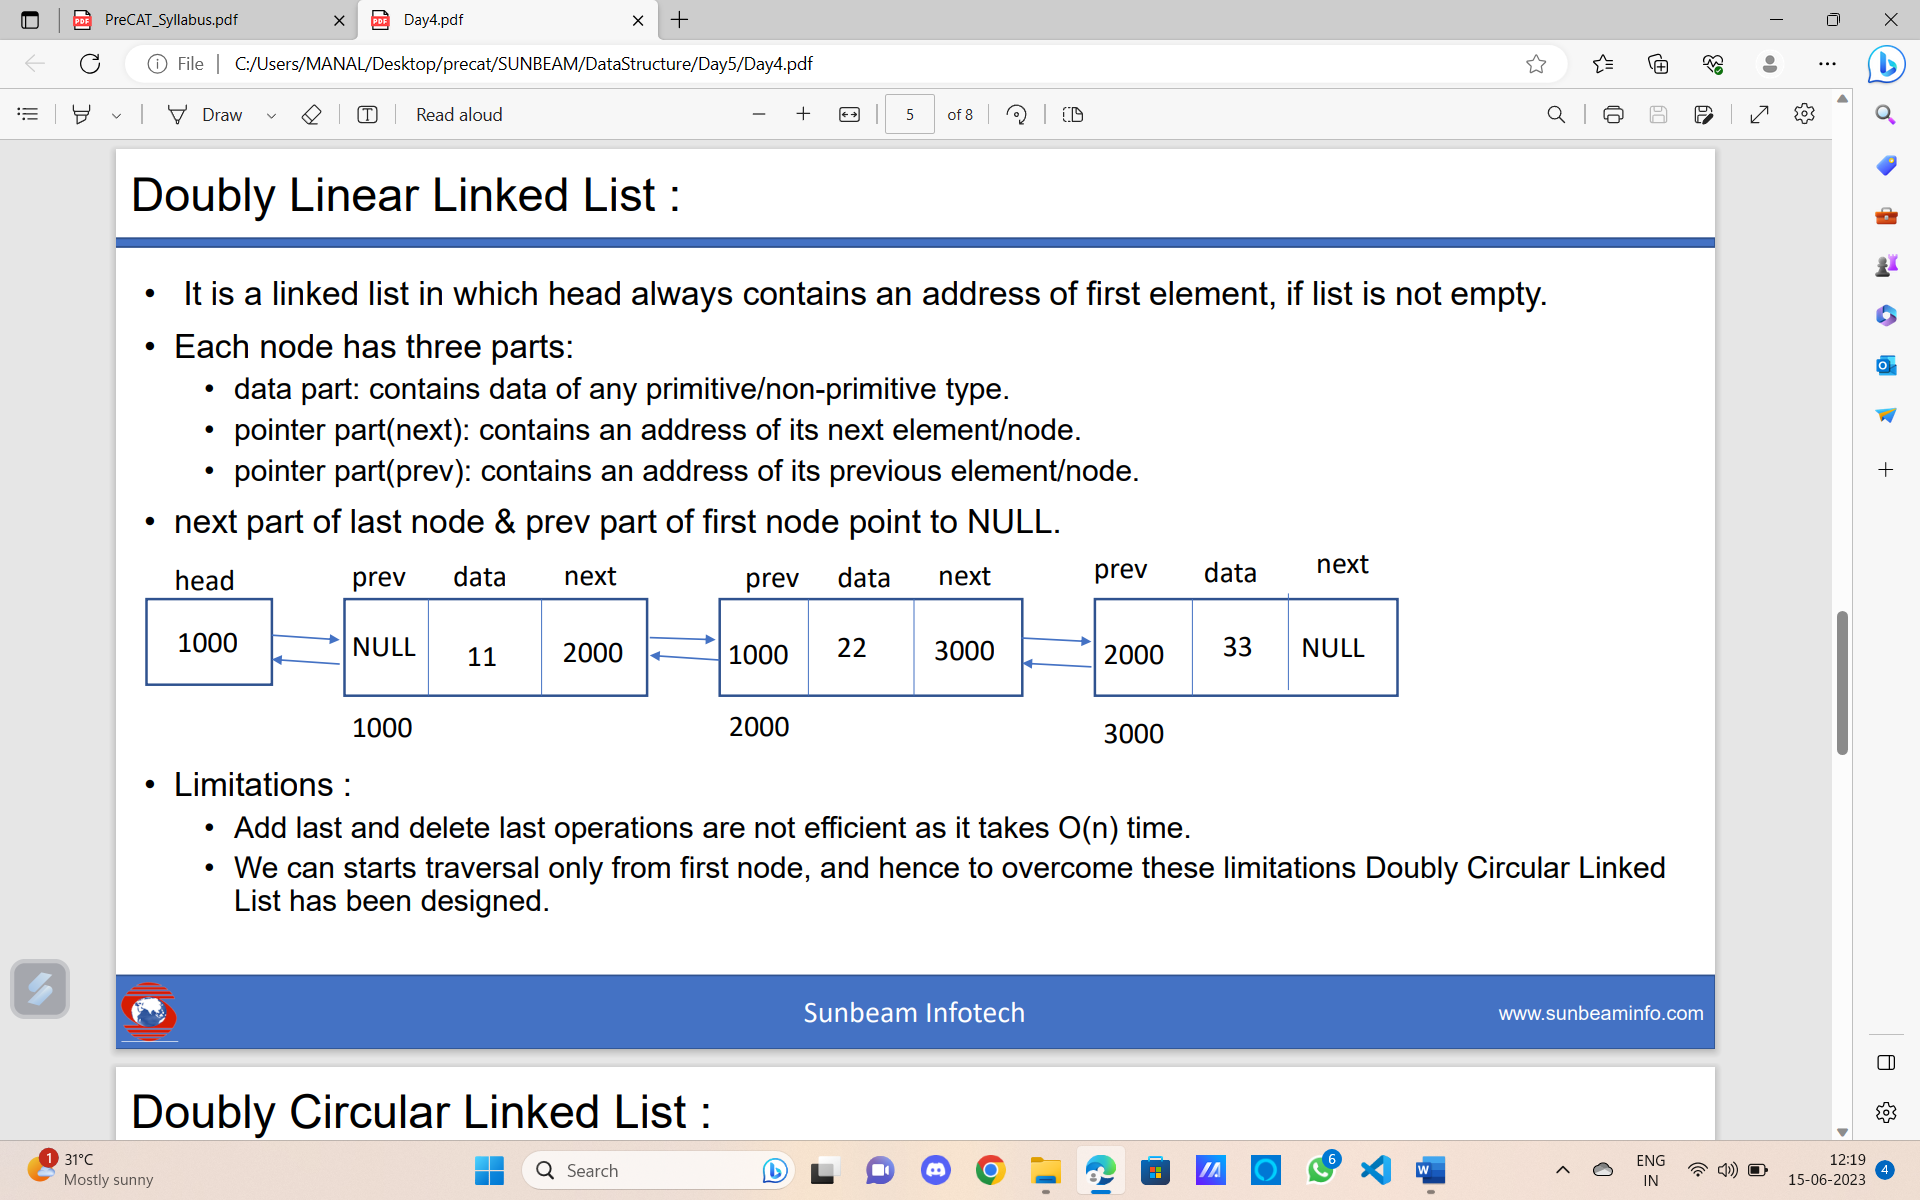 PreCAT_Syllabus.pdf
Day4.pdf
File
C:/Users/MANAL/Desktop/precat/SUNBEAM/DataStructure/Day5/Day4.pdf
Draw
Read aloud
5 of 8
Doubly Linear Linked List :
• It is a linked list in which head always contains an address of first element, if list is not empty.
• Each node has three parts:
• data part: contains data of any primitive/non-primitive type.
• pointer part(next): contains an address of its next element/node.
• pointer part(prev): contains an address of its previous element/node.
• next part of last node & prev part of first node point to NULL.
head prev data next prev data next prev data next
1000 NULL 11 2000 1000 22 3000 2000 33 NULL
1000 2000 3000
• Limitations :
• Add last and delete last operations are not efficient as it takes O(n) time.
• We can starts traversal only from first node, and hence to overcome these limitations Doubly Circular Linked
List has been designed.
Sunbeam Infotech
www.sunbeaminfo.com
Doubly Circular Linked List :
1
31°C
Mostly sunny
Search
6
ENG
IN
12:19
15-06-2023
4